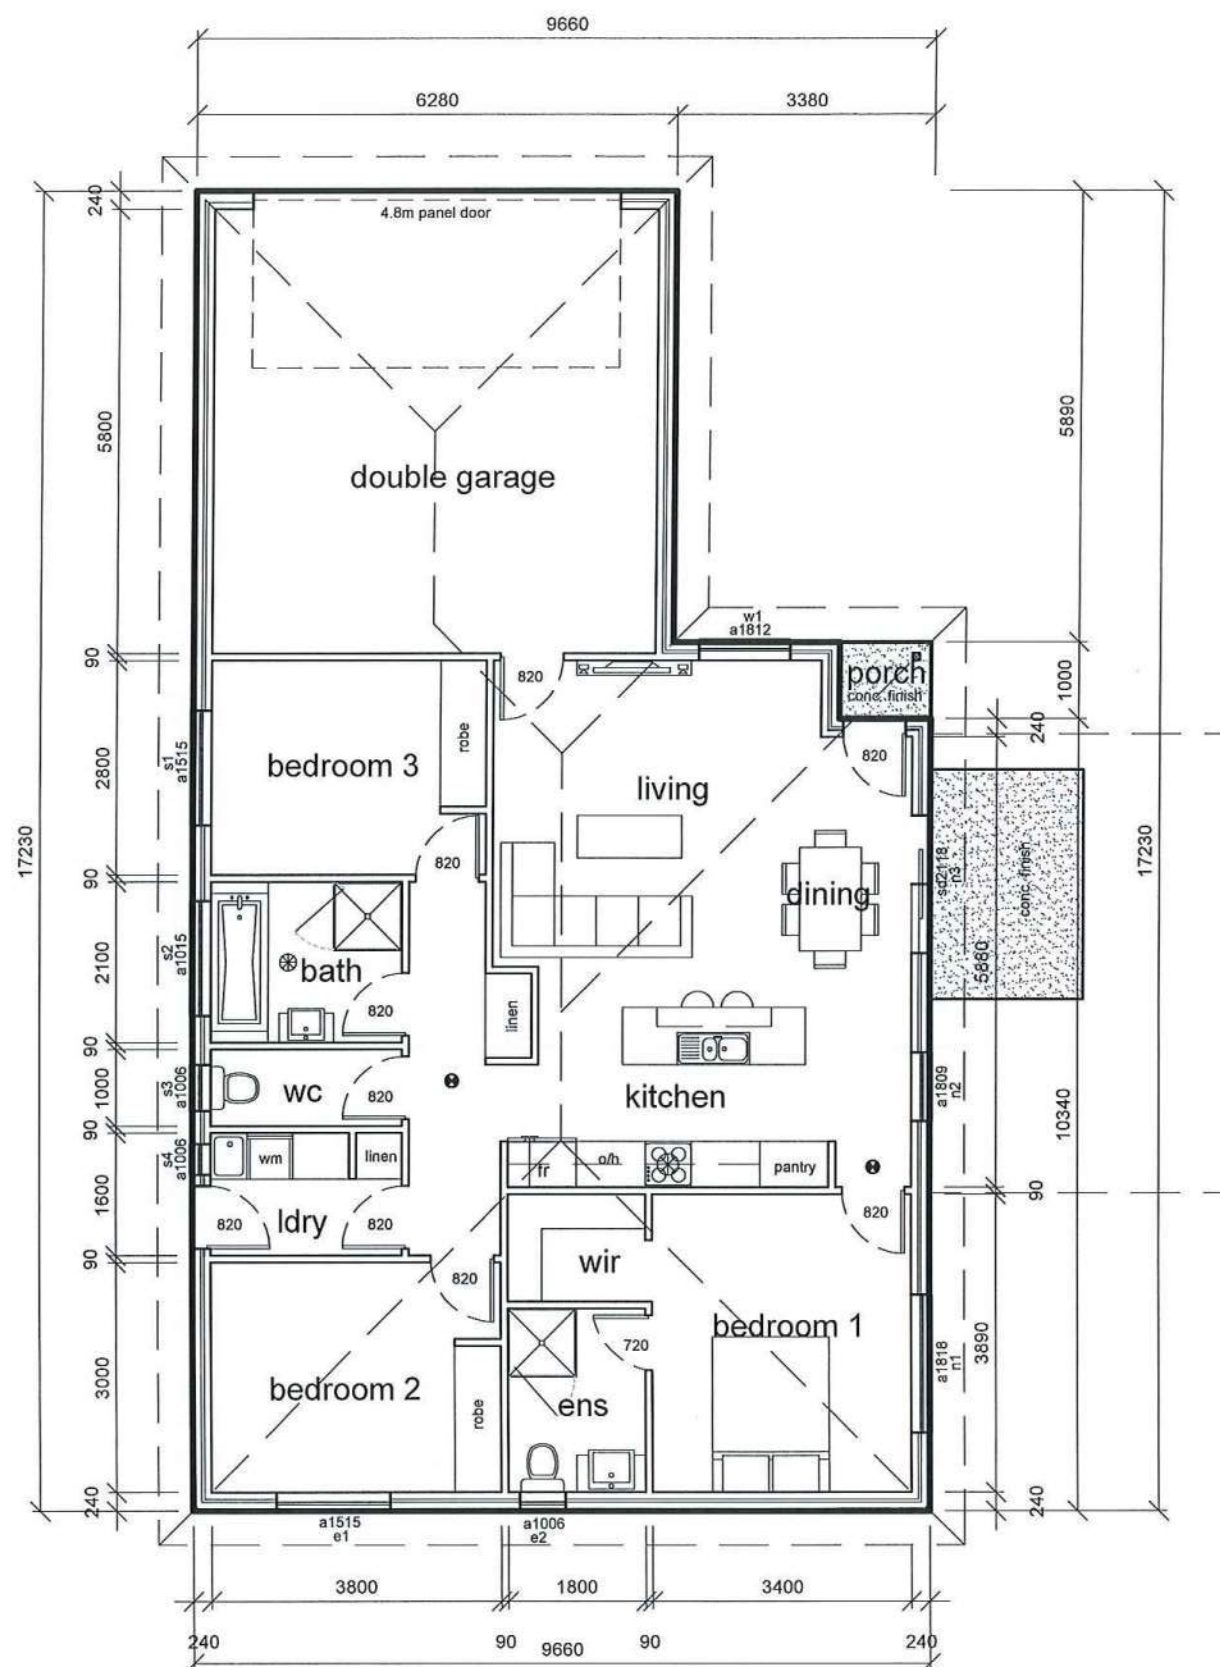 9660
6280
3380
240
4.8m panel door
5800
5890
double garage
w1
a1812
90
820
porch
conc. finish
1000
240
robe
bedroom 3
s1
a1515
2800
living
820
17230
17230
820
90
dining
sd2118
n3
conc. finish
s2
a1015
2100
bath
820
linen
5880
90
s3
a1006
1000
wc
820
kitchen
a1809
n2
10340
90
s4
a1006
wm
linen
fr
o/h
pantry
1600
820
ldry
820
820
90
90
820
wir
bedroom 1
720
a1818
n1
3890
3000
bedroom 2
robe
ens
240
240
a1515
e1
a1006
e2
3800
1800
3400
240
90
9660
90
240